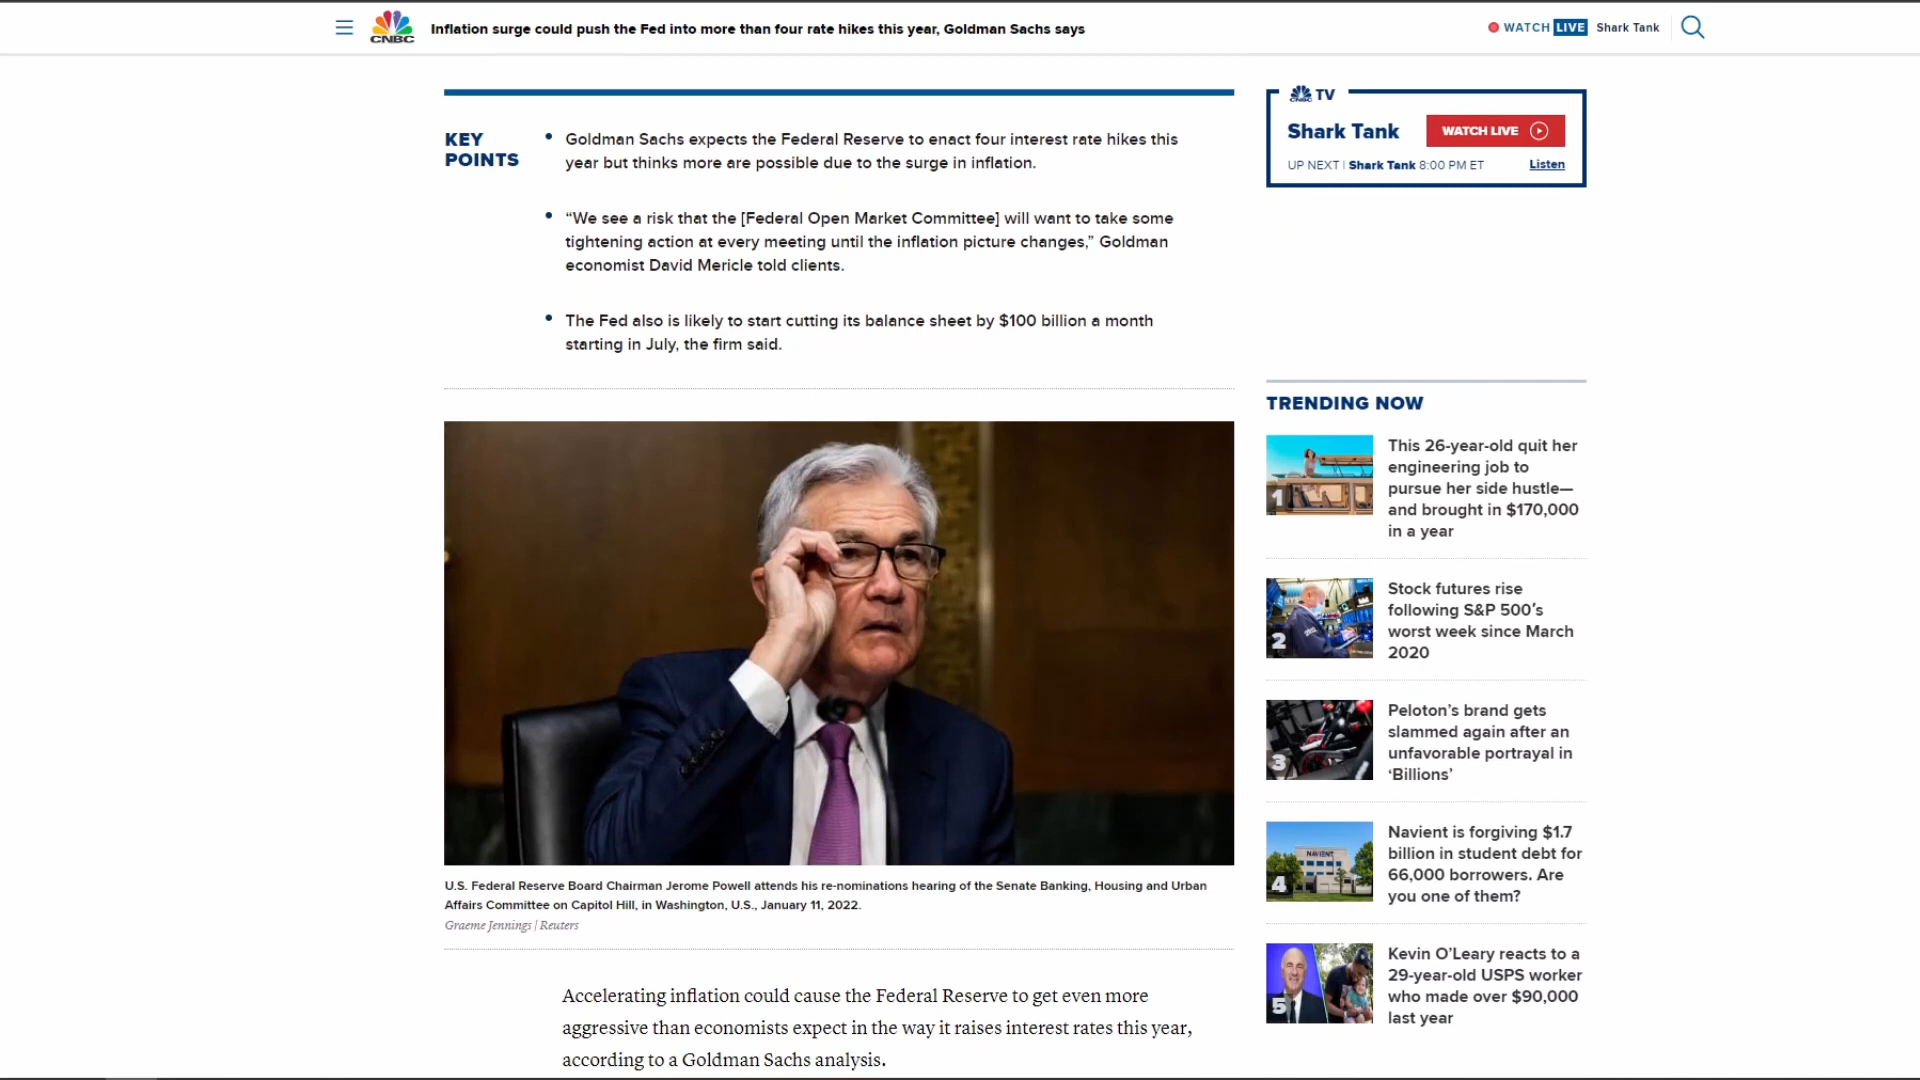 CNBC
Inflation surge could push the Fed into more than four rate hikes this year, Goldman Sachs says
WATCH LIVE Shark Tank
KEY
POINTS
Goldman Sachs expects the Federal Reserve to enact four interest rate hikes this
year but thinks more are possible due to the surge in inflation.
“We see a risk that the [Federal Open Market Committee] will want to take some
tightening action at every meeting until the inflation picture changes,” Goldman
economist David Mericle told clients.
The Fed also is likely to start cutting its balance sheet by $100 billion a month
starting in July, the firm said.
U.S. Federal Reserve Board Chairman Jerome Powell attends his re-nominations hearing of the Senate Banking, Housing and Urban
Affairs Committee on Capitol Hill, in Washington, U.S., January 11, 2022.
Graeme Jennings | Reuters
Accelerating inflation could cause the Federal Reserve to get even more
aggressive than economists expect in the way it raises interest rates this year,
according to a Goldman Sachs analysis.
CNBC TV
Shark Tank
WATCH LIVE
UP NEXT | Shark Tank 8:00 PM ET
Listen
TRENDING NOW
1
This 26-year-old quit her
engineering job to
pursue her side hustle—
and brought in $170,000
in a year
2
Stock futures rise
following S&P 500’s
worst week since March
2020
3
Peloton’s brand gets
slammed again after an
unfavorable portrayal in
‘Billions’
NAVIENT
4
Navient is forgiving $1.7
billion in student debt for
66,000 borrowers. Are
you one of them?
5
Kevin O’Leary reacts to a
29-year-old USPS worker
who made over $90,000
last year